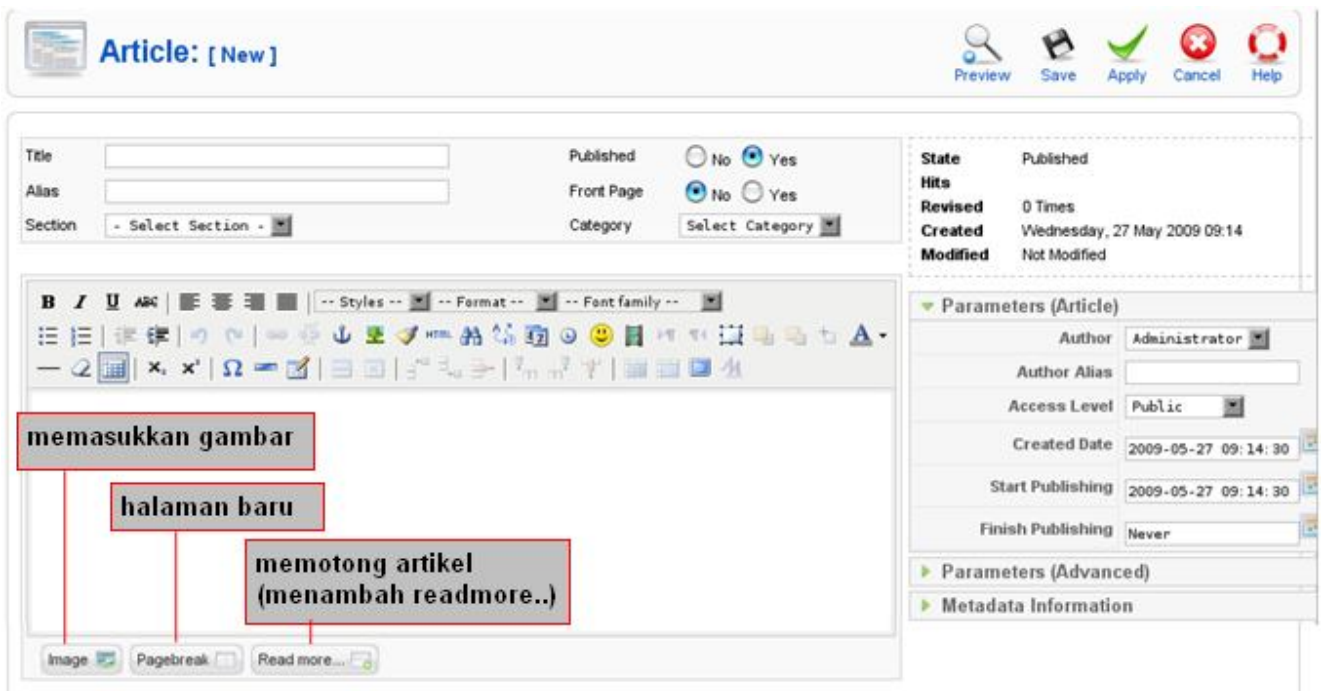 Article: [ New ]
Preview Save Apply Cancel Help
Title Published No Yes
Alias Front Page No Yes
Section - Select Section - Category Select Category
State Published
Hits
Revised 0 Times
Created Wednesday, 27 May 2009 09:14
Modified Not Modified
B I U ABC -- Styles -- -- Format -- -- Font family --
HTML A
x, x' Ω
memasukkan gambar
halaman baru
memotong artikel
(menambah readmore..)
Image Pagebreak Read more...
Parameters (Article)
Author Administrator
Author Alias
Access Level Public
Created Date 2009-05-27 09:14:30
Start Publishing 2009-05-27 09:14:30
Finish Publishing Never
Parameters (Advanced)
Metadata Information